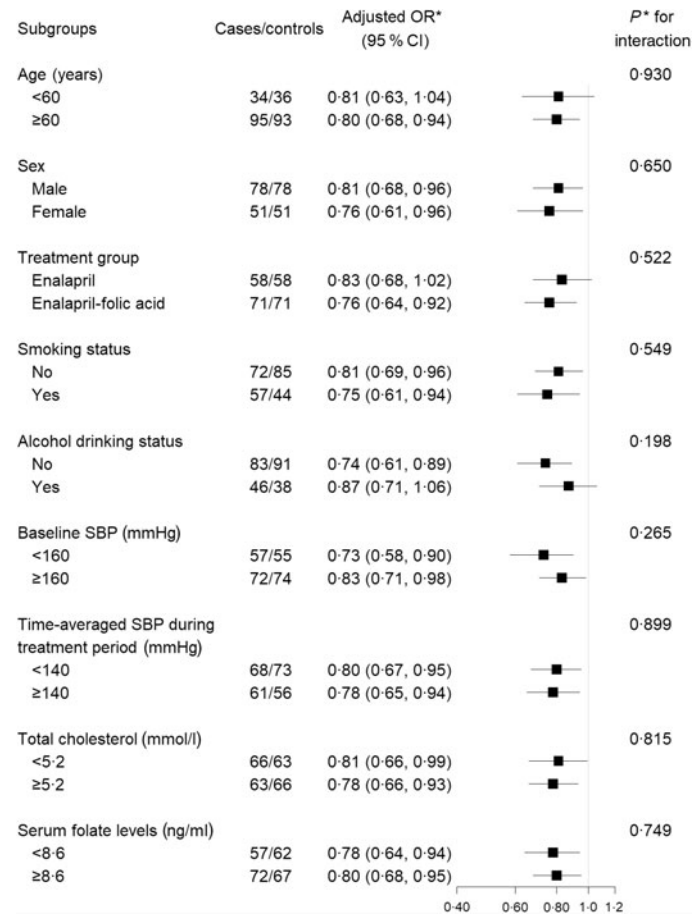 Subgroups Cases/controls Adjusted OR* (95 % CI) P* for interaction
Age (years) 0·930
<60 34/36 0·81 (0·63, 1·04)
≥60 95/93 0·80 (0·68, 0·94)
Sex 0·650
Male 78/78 0·81 (0·68, 0·96)
Female 51/51 0·76 (0·61, 0·96)
Treatment group 0·522
Enalapril 58/58 0·83 (0·68, 1·02)
Enalapril-folic acid 71/71 0·76 (0·64, 0·92)
Smoking status 0·549
No 72/85 0·81 (0·69, 0·96)
Yes 57/44 0·75 (0·61, 0·94)
Alcohol drinking status 0·198
No 83/91 0·74 (0·61, 0·89)
Yes 46/38 0·87 (0·71, 1·06)
Baseline SBP (mmHg) 0·265
<160 57/55 0·73 (0·58, 0·90)
≥160 72/74 0·83 (0·71, 0·98)
Time-averaged SBP during 0·899
treatment period (mmHg)
<140 68/73 0·80 (0·67, 0·95)
≥140 61/56 0·78 (0·65, 0·94)
Total cholesterol (mmol/l) 0·815
<5·2 66/63 0·81 (0·66, 0·99)
≥5·2 63/66 0·78 (0·66, 0·93)
Serum folate levels (ng/ml) 0·749
<8·6 57/62 0·78 (0·64, 0·94)
≥8·6 72/67 0·80 (0·68, 0·95)
0·40 0·60 0·80 1·0 1·2